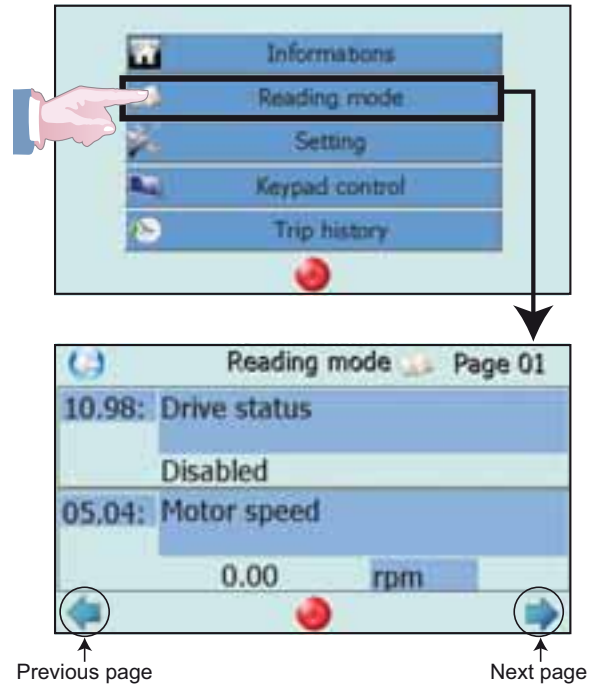 Informations
Reading mode
Setting
Keypad control
Trip history
Reading mode Page 01
10.98: Drive status
Disabled
05.04: Motor speed
0.00 rpm
Previous page Next page